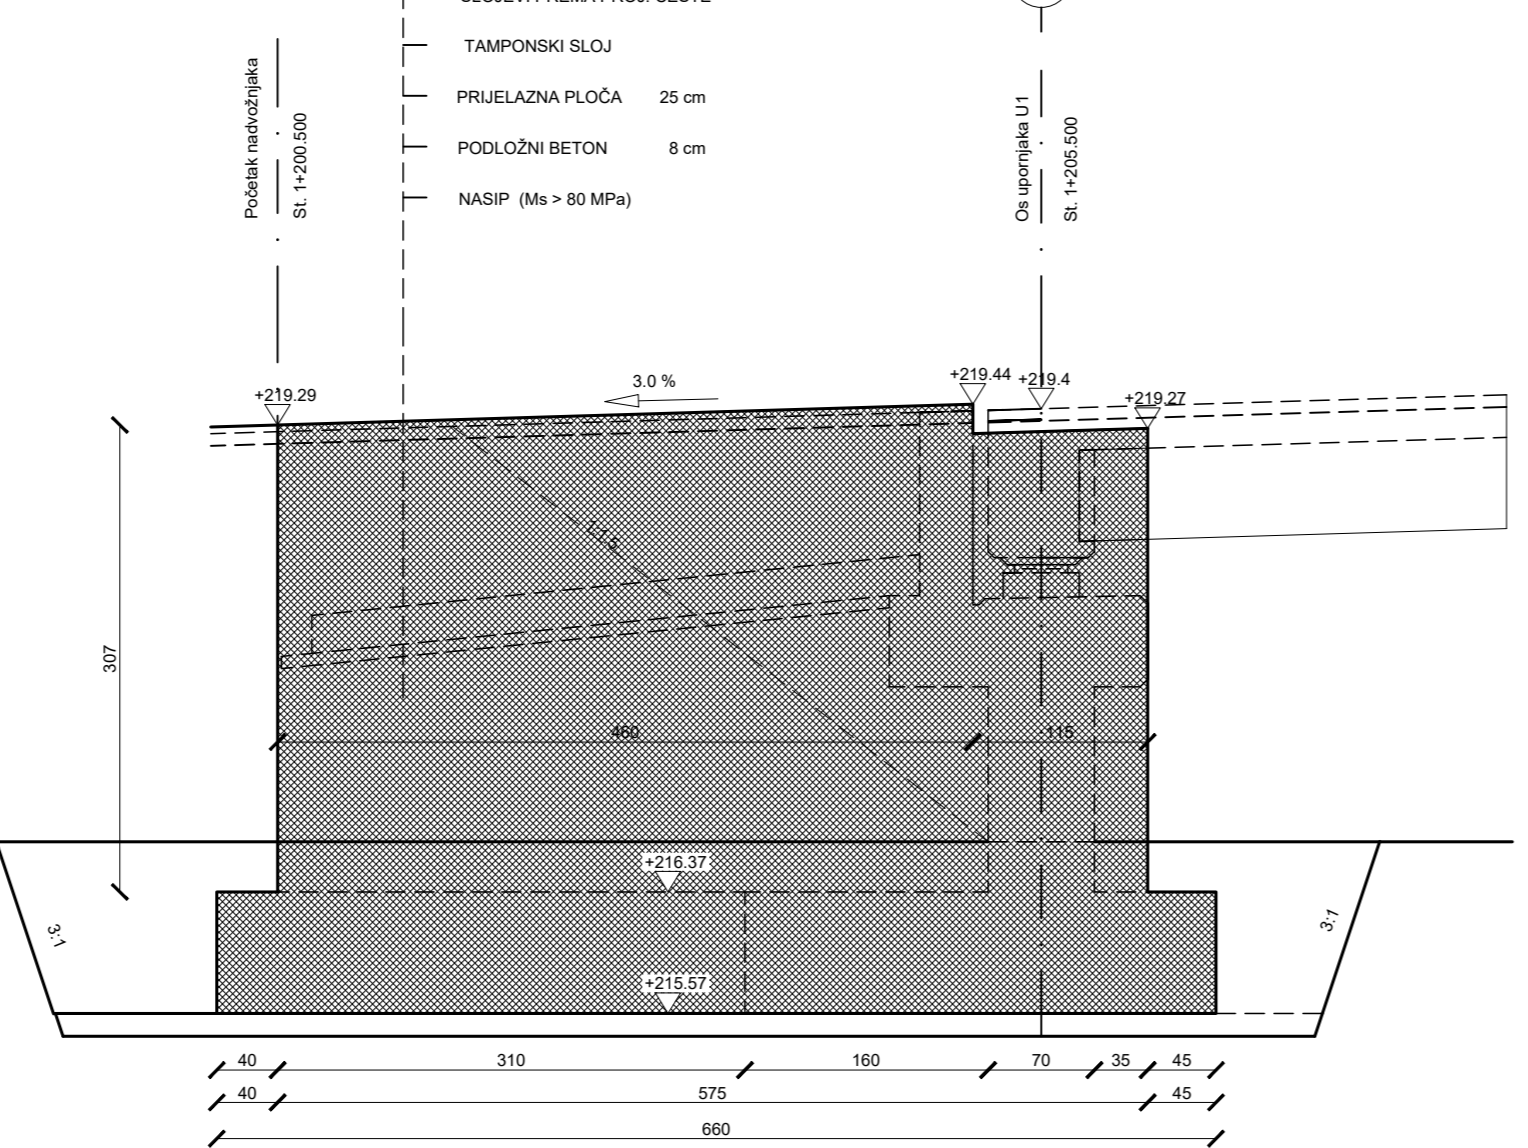 TAMPONSKI SLOJ
PRIJELAZNA PLOČA 25 cm
PODLOŽNI BETON 8 cm
NASIP (Ms > 80 MPa)
Početak nadvožnjaka
St. 1+200.500
Os upornjaka U1
St. 1+205.500
+219.29
3.0 %
+219.44
+219.4
+219.27
1:1.5
307
460
115
+216.37
3:1
3:1
+215.57
40 310 160 70 35 45
40 575 45
660